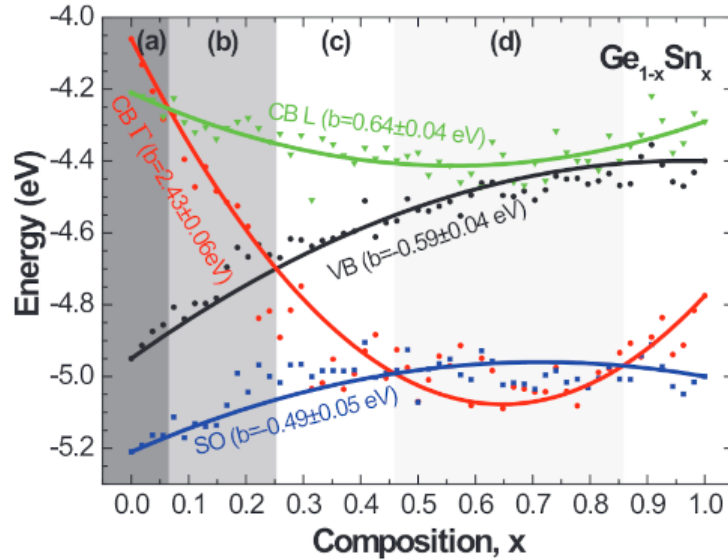 (a)
(b)
(c)
(d)
Ge1-xSnx
CB L (b=0.64±0.04 eV)
CB Γ (b=2.43±0.06eV)
VB (b=-0.59±0.04 eV)
SO (b=-0.49±0.05 eV)
Energy (eV)
-4.0
-4.2
-4.4
-4.6
-4.8
-5.0
-5.2
0.0 0.1 0.2 0.3 0.4 0.5 0.6 0.7 0.8 0.9 1.0
Composition, x